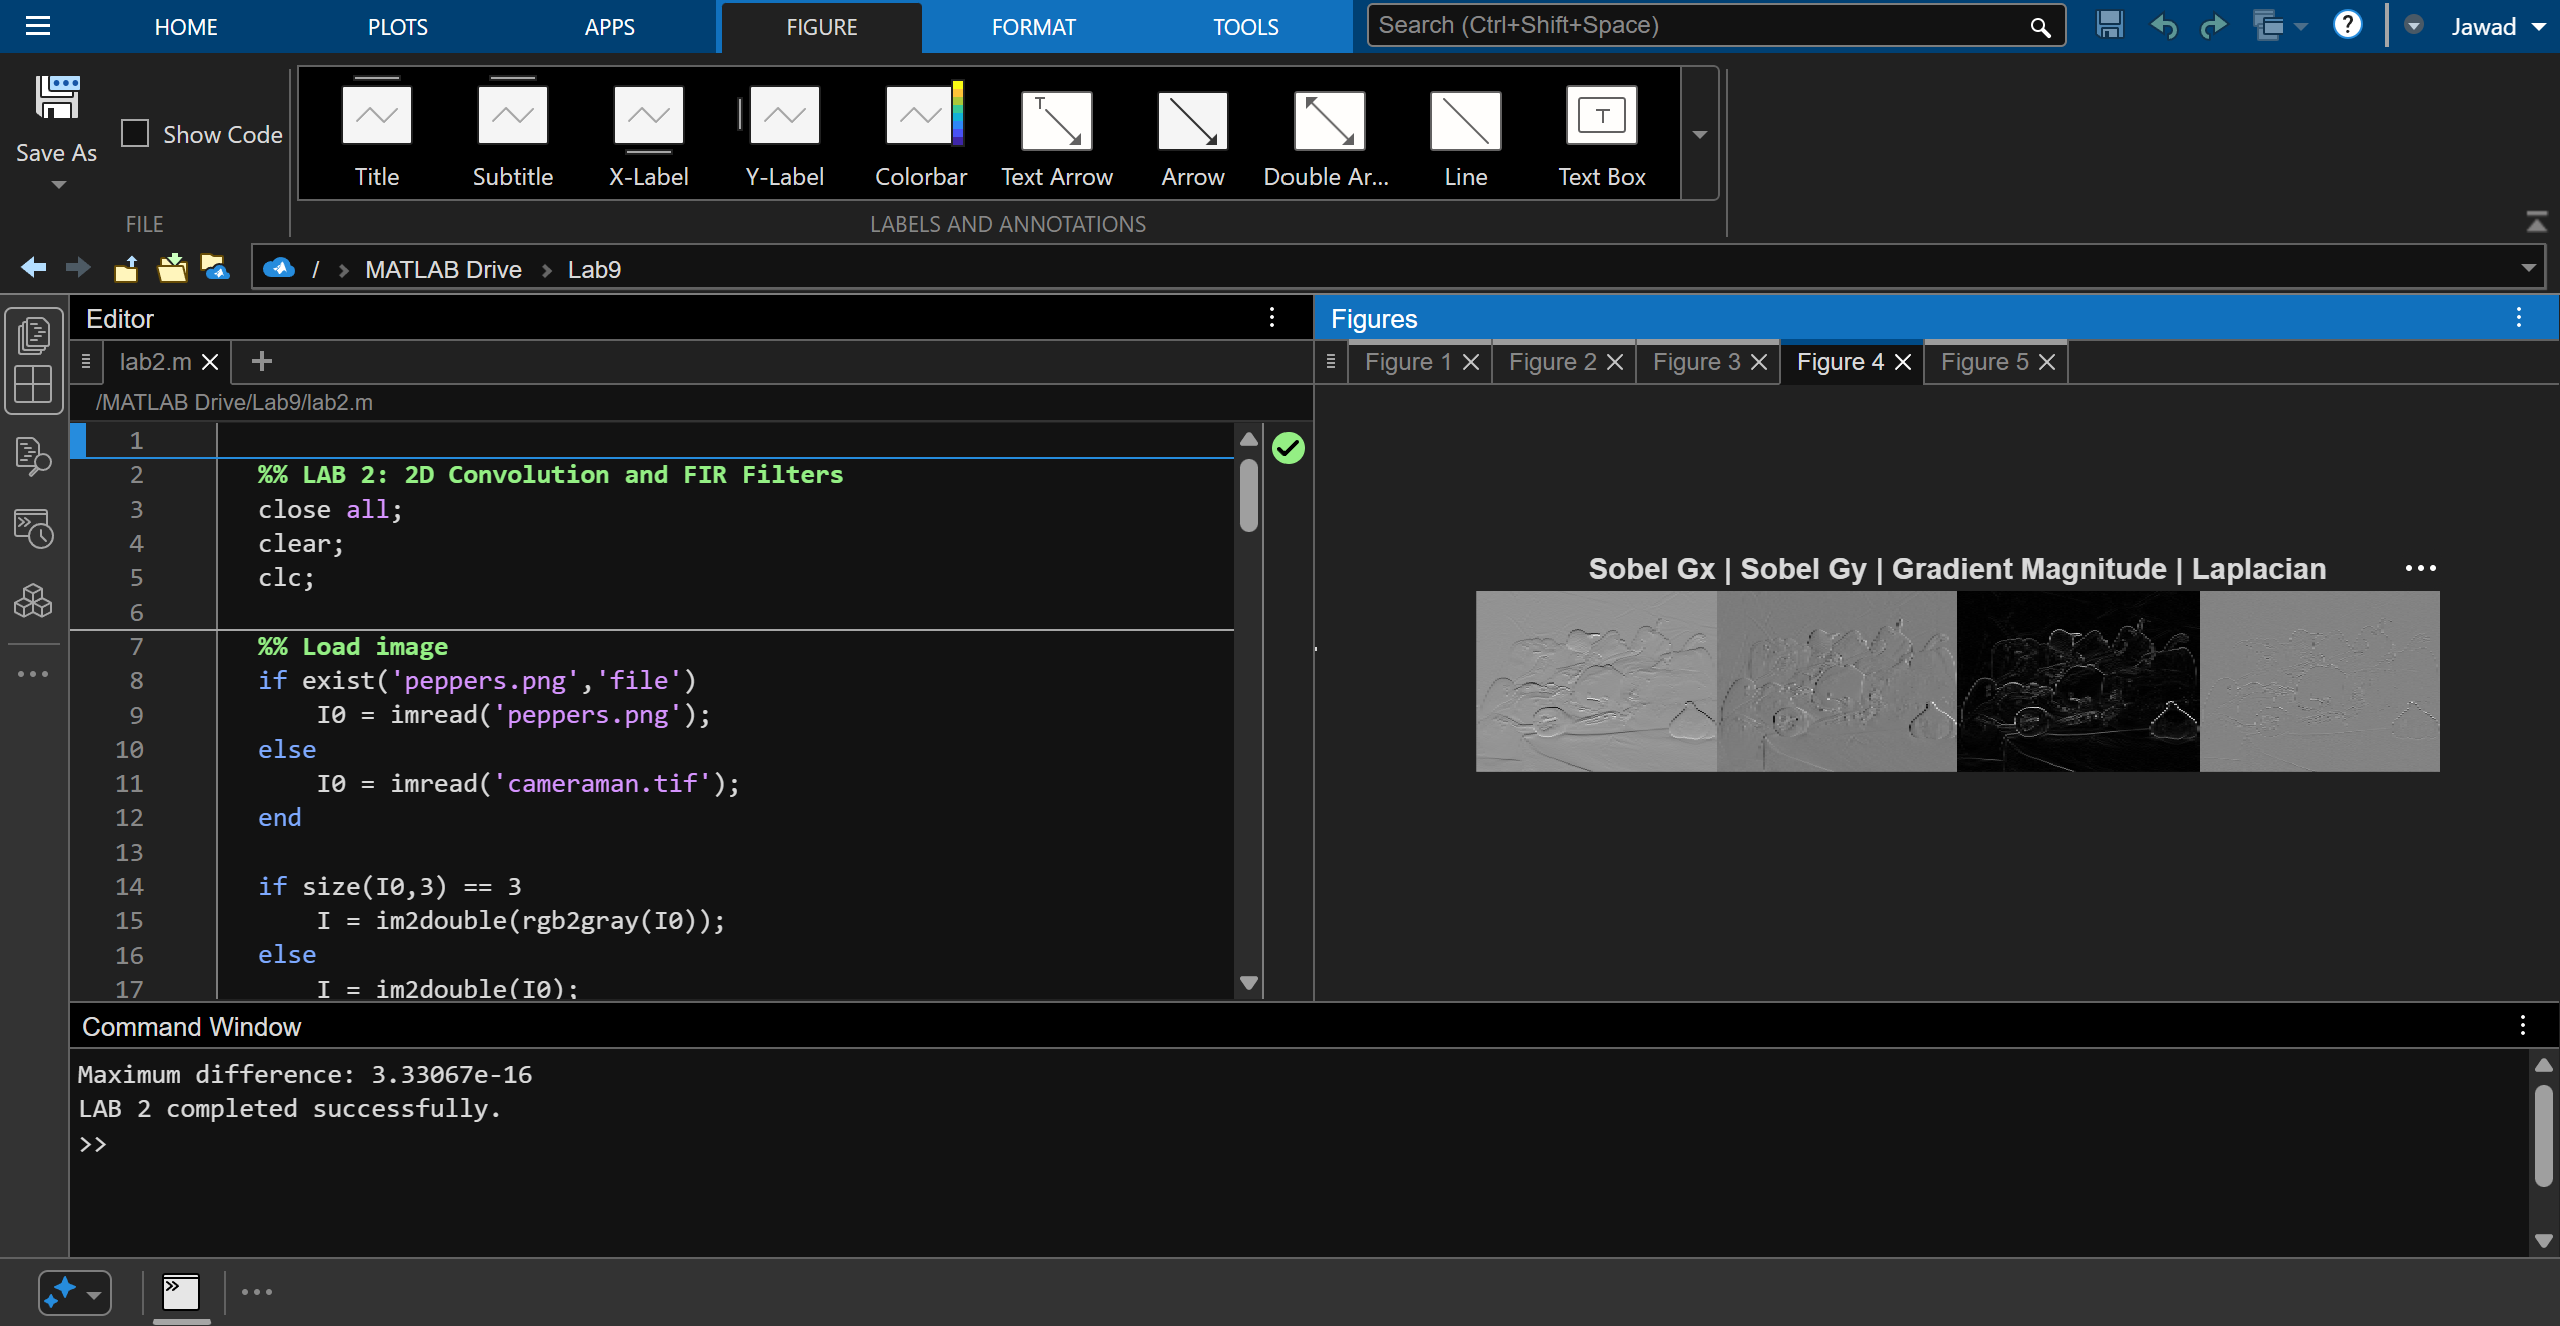 HOME PLOTS APPS FIGURE FORMAT TOOLS Search (Ctrl+Shift+Space) ? Jawad
Save As
Show Code
FILE
Title Subtitle X-Label Y-Label Colorbar Text Arrow Arrow Double Ar... Line Text Box
LABELS AND ANNOTATIONS
/ > MATLAB Drive > Lab9
Editor
lab2.m
/MATLAB Drive/Lab9/lab2.m
1
2 %% LAB 2: 2D Convolution and FIR Filters
3 close all;
4 clear;
5 clc;
6
7 %% Load image
8 if exist('peppers.png','file')
9 I0 = imread('peppers.png');
10 else
11 I0 = imread('cameraman.tif');
12 end
13
14 if size(I0,3) == 3
15 I = im2double(rgb2gray(I0));
16 else
17 I = im2double(I0);
Figures
Figure 1 Figure 2 Figure 3 Figure 4 Figure 5
Sobel Gx | Sobel Gy | Gradient Magnitude | Laplacian
Command Window
Maximum difference: 3.33067e-16
LAB 2 completed successfully.
>>